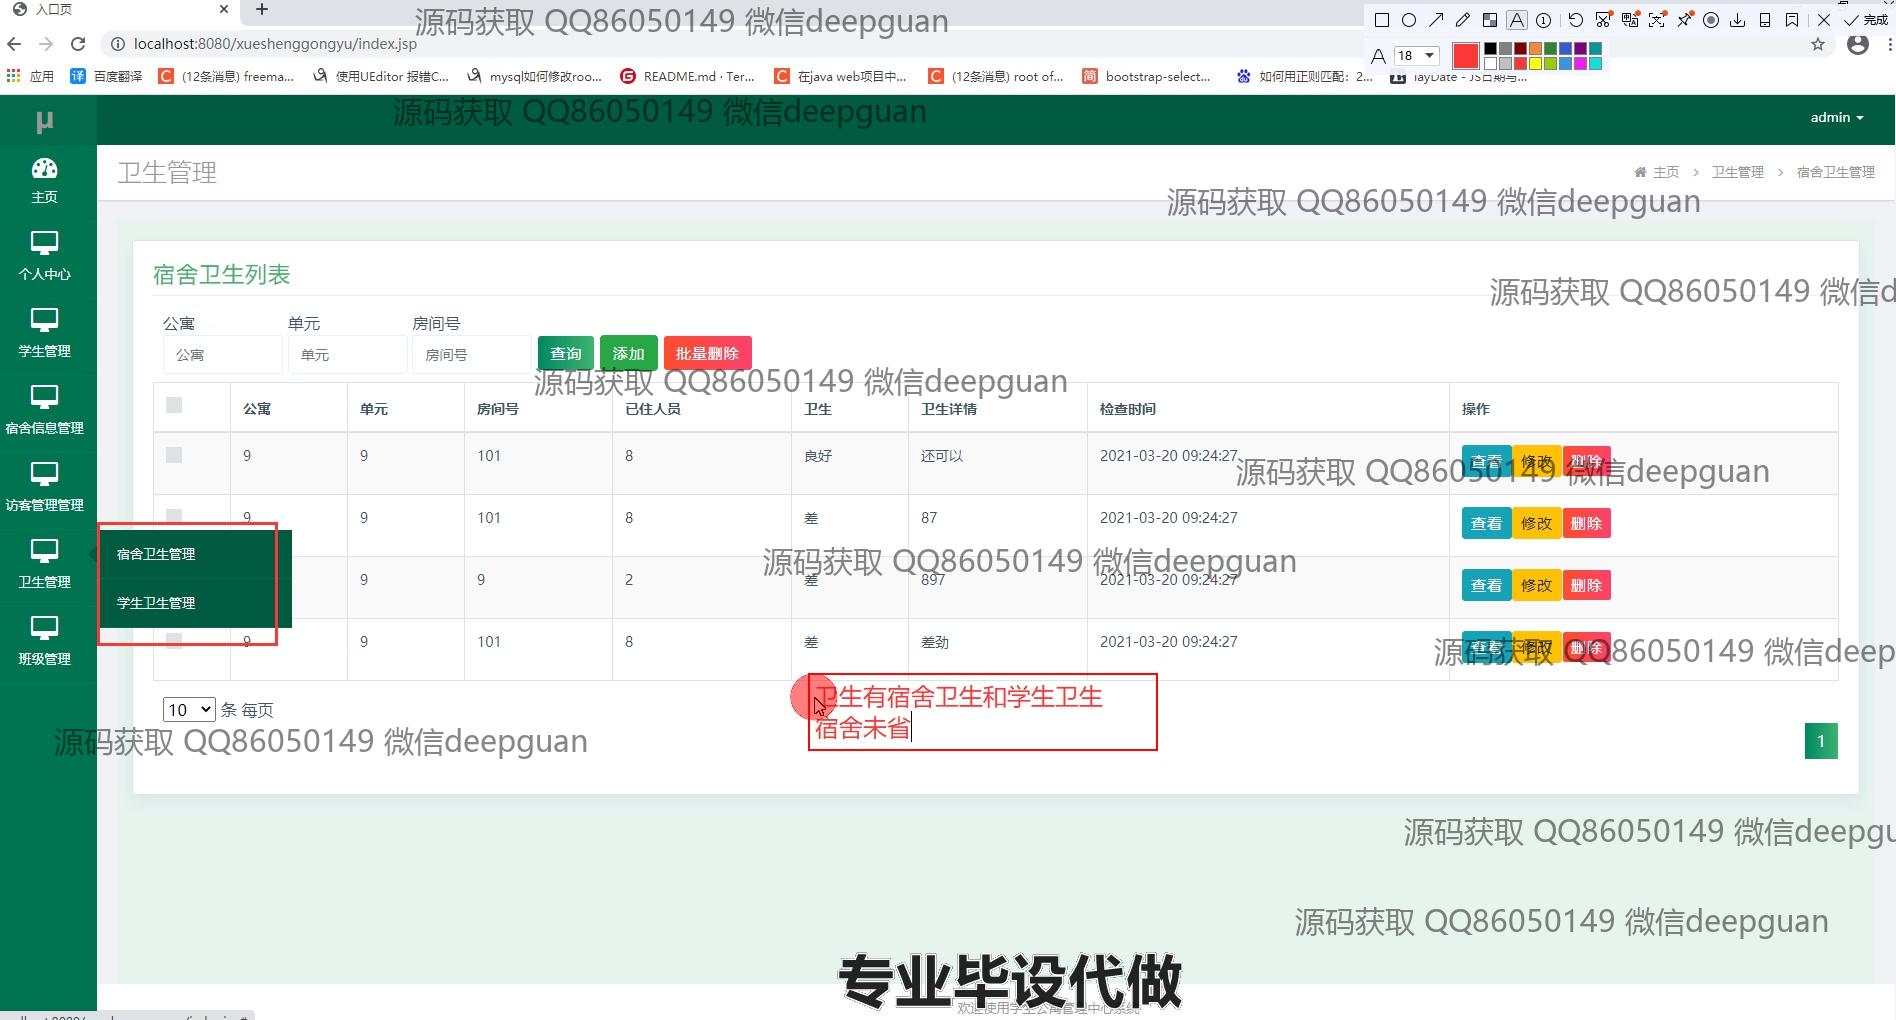 入口页
源码获取 QQ86050149 微信deepguan
18
完成
localhost:8080/xueshenggongyu/index.jsp
应用
百度翻译
(12条消息) freema...
使用UEditor 报错C...
mysql如何修改roo...
README.md · Ter...
在java web项目中...
(12条消息) root of...
bootstrap-select...
如何用正则匹配：2...
layDate - JS日期与...
μ
源码获取 QQ86050149 微信deepguan
admin
主页
个人中心
学生管理
宿舍信息管理
访客管理管理
卫生管理
班级管理
宿舍卫生管理
学生卫生管理
卫生管理
主页 > 卫生管理 > 宿舍卫生管理
源码获取 QQ86050149 微信deepguan
宿舍卫生列表
源码获取 QQ86050149 微信d
公寓 单元 房间号
公寓 单元 房间号 查询 添加 批量删除
源码获取 QQ86050149 微信deepguan
公寓 单元 房间号 已住人员 卫生 卫生详情 检查时间 操作
9 9 101 8 良好 还可以 2021-03-20 09:24:27 查看 修改 删除
源码获取 QQ86050149 微信deepguan
9 9 101 8 差 87 2021-03-20 09:24:27 查看 修改 删除
源码获取 QQ86050149 微信deepguan
9 9 2 差 897 2021-03-20 09:24:27 查看 修改 删除
9 9 101 8 差 差劲 2021-03-20 09:24:27 查看 修改 删除
源码获取 QQ86050149 微信deep
卫生有宿舍卫生和学生卫生
宿舍未省
10 条 每页
源码获取 QQ86050149 微信deepguan
1
源码获取 QQ86050149 微信deepgu
源码获取 QQ86050149 微信deepguan
专业毕设代做
欢迎使用学生公寓管理中心系统